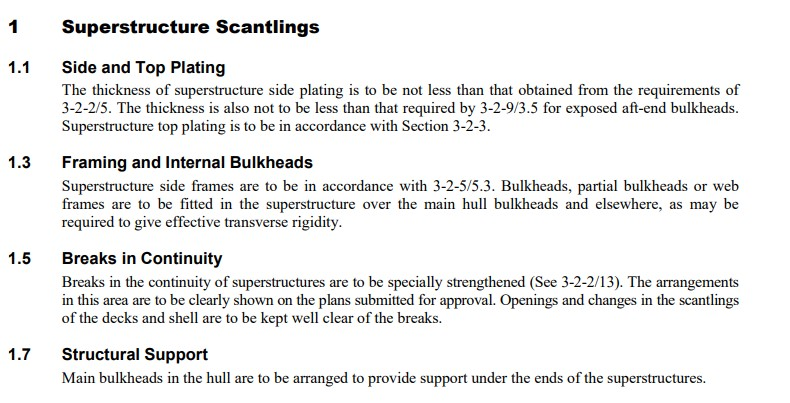 1 Superstructure Scantlings
1.1 Side and Top Plating
The thickness of superstructure side plating is to be not less than that obtained from the requirements of
3-2-2/5. The thickness is also not to be less than that required by 3-2-9/3.5 for exposed aft-end bulkheads.
Superstructure top plating is to be in accordance with Section 3-2-3.
1.3 Framing and Internal Bulkheads
Superstructure side frames are to be in accordance with 3-2-5/5.3. Bulkheads, partial bulkheads or web
frames are to be fitted in the superstructure over the main hull bulkheads and elsewhere, as may be
required to give effective transverse rigidity.
1.5 Breaks in Continuity
Breaks in the continuity of superstructures are to be specially strengthened (See 3-2-2/13). The arrangements
in this area are to be clearly shown on the plans submitted for approval. Openings and changes in the scantlings
of the decks and shell are to be kept well clear of the breaks.
1.7 Structural Support
Main bulkheads in the hull are to be arranged to provide support under the ends of the superstructures.